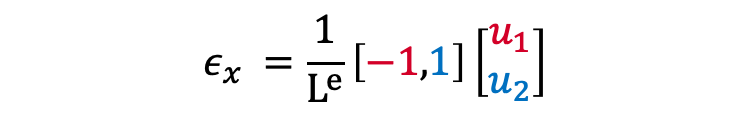 ϵₓ = 1/Lᵉ [−1,1] [u₁ u₂]